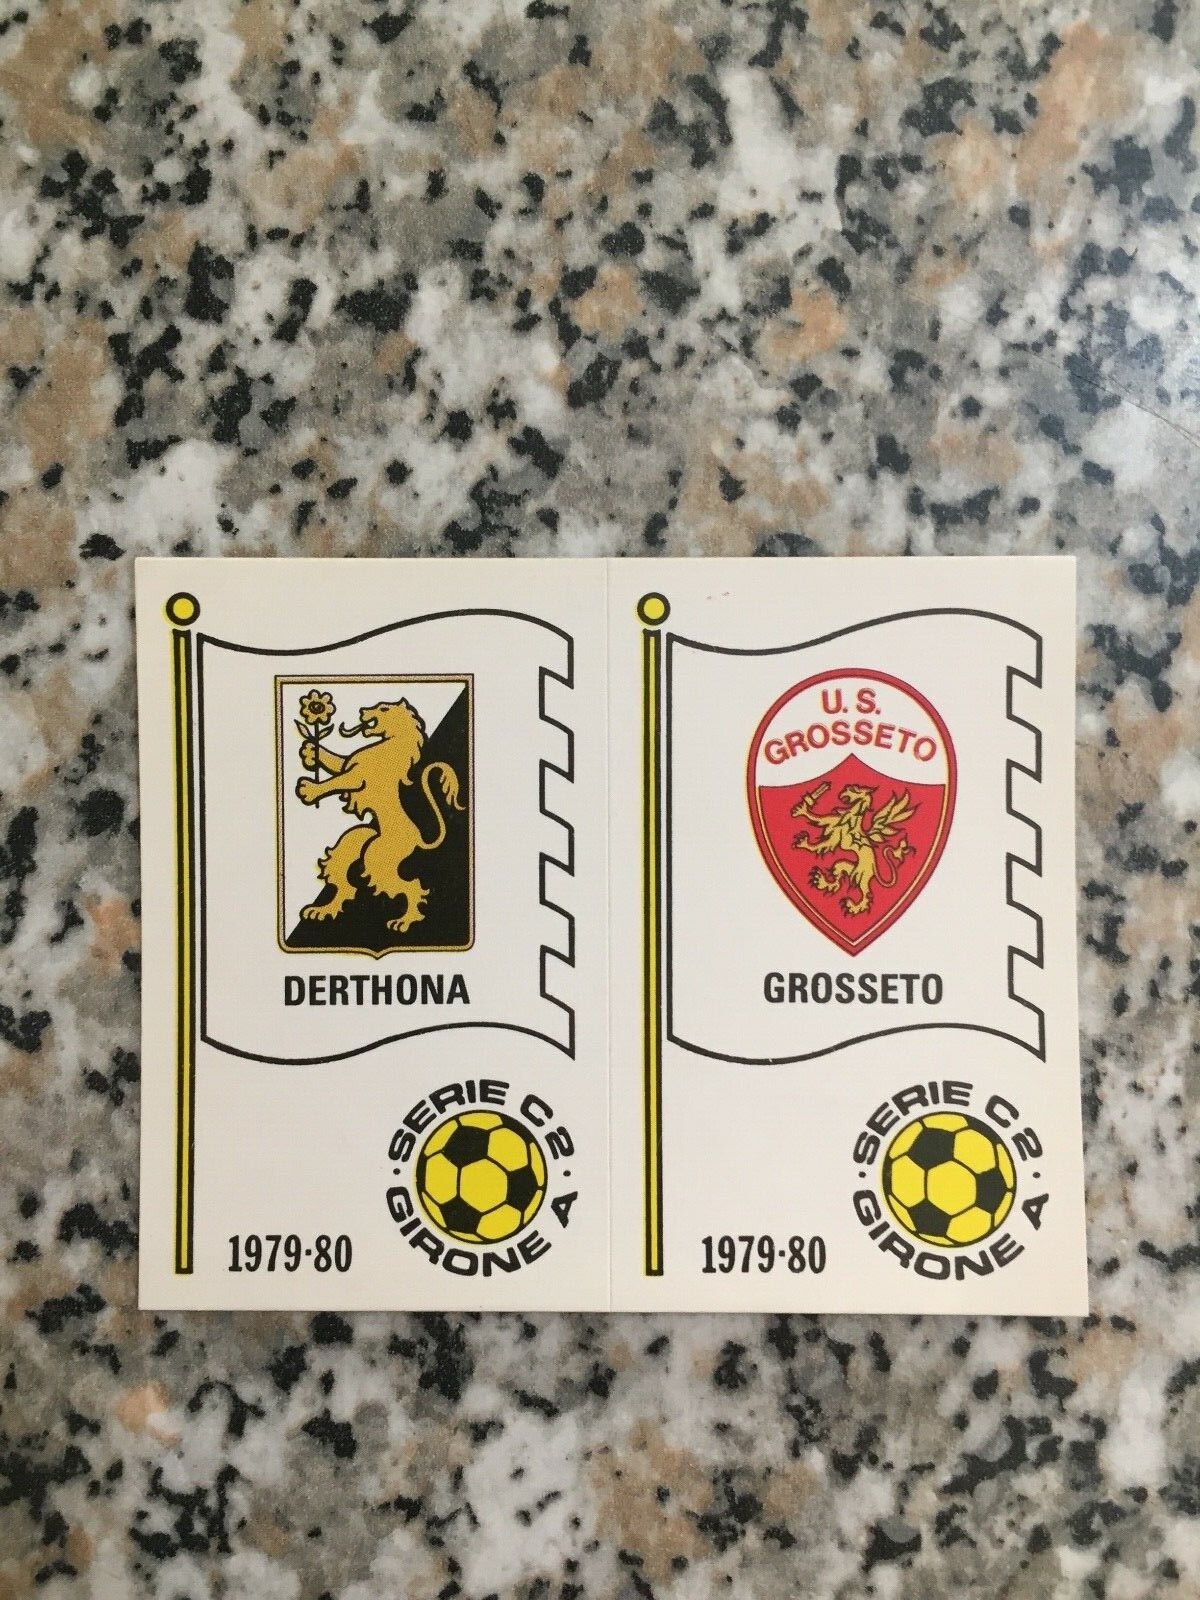 DERTHONA
SERIE C2 · GIRONE A ·
1979·80
U. S.
GROSSETO
GROSSETO
SERIE C2 · GIRONE A ·
1979·80